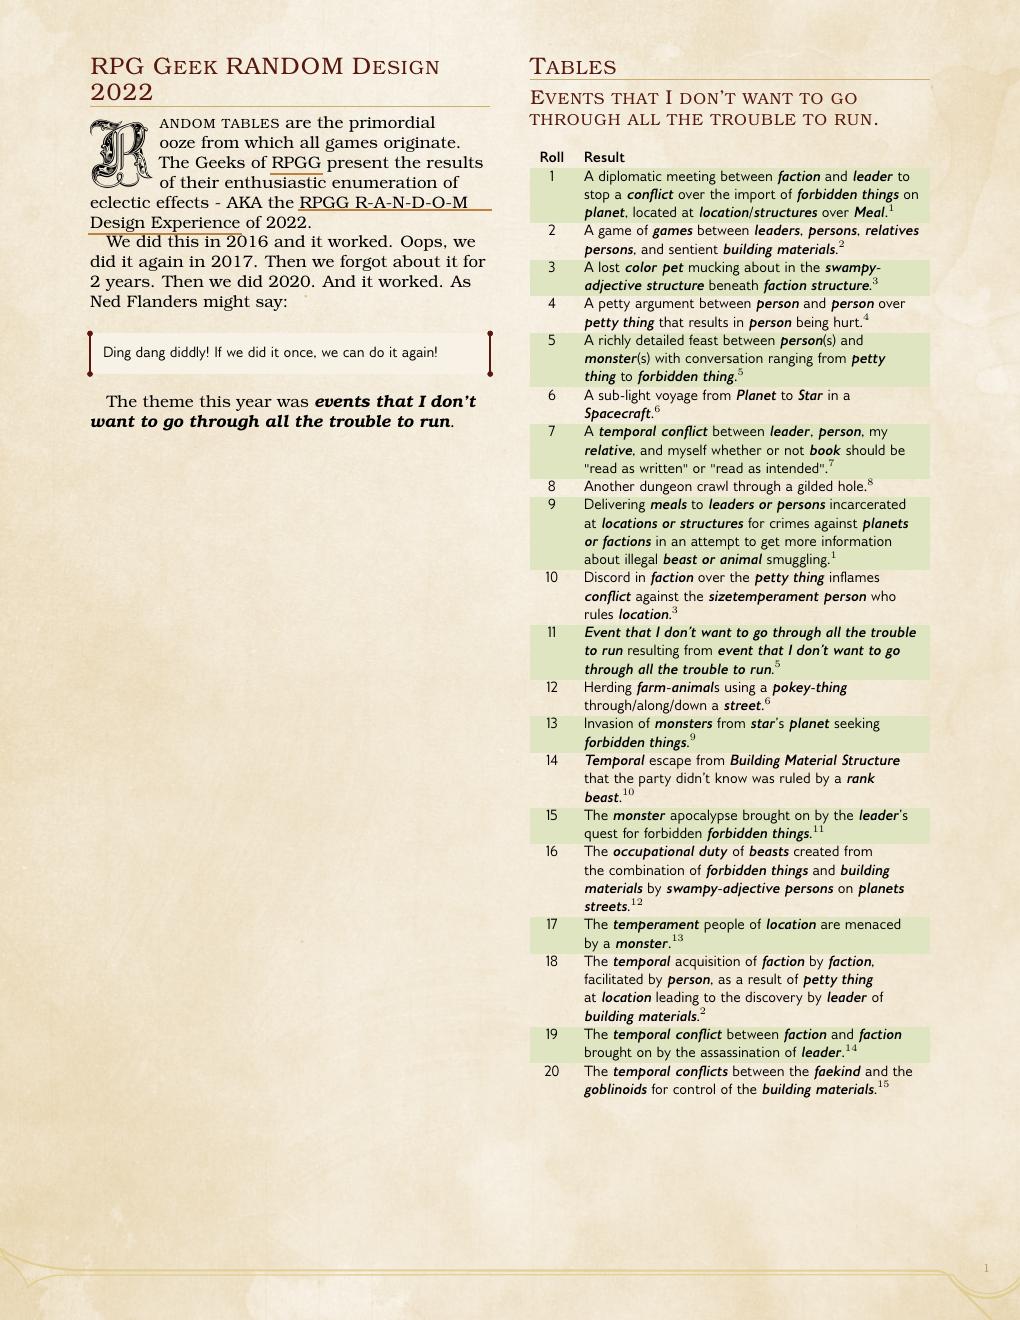 RPG GEEK RANDOM DESIGN
2022
RANDOM TABLES are the primordial
ooze from which all games originate.
The Geeks of RPGG present the results
of their enthusiastic enumeration of
eclectic effects - AKA the RPGG R-A-N-D-O-M
Design Experience of 2022.
We did this in 2016 and it worked. Oops, we
did it again in 2017. Then we forgot about it for
2 years. Then we did 2020. And it worked. As
Ned Flanders might say:
Ding dang diddly! If we did it once, we can do it again!
The theme this year was events that I don't
want to go through all the trouble to run.
TABLES
EVENTS THAT I DON'T WANT TO GO
THROUGH ALL THE TROUBLE TO RUN.
Roll Result
1 A diplomatic meeting between faction and leader to
stop a conflict over the import of forbidden things on
planet, located at location/structures over Meal.1
2 A game of games between leaders, persons, relatives
persons, and sentient building materials.2
3 A lost color pet mucking about in the swampy-
adjective structure beneath faction structure.3
4 A petty argument between person and person over
petty thing that results in person being hurt.4
5 A richly detailed feast between person(s) and
monster(s) with conversation ranging from petty
thing to forbidden thing.5
6 A sub-light voyage from Planet to Star in a
Spacecraft.6
7 A temporal conflict between leader, person, my
relative, and myself whether or not book should be
"read as written" or "read as intended".7
8 Another dungeon crawl through a gilded hole.8
9 Delivering meals to leaders or persons incarcerated
at locations or structures for crimes against planets
or factions in an attempt to get more information
about illegal beast or animal smuggling.1
10 Discord in faction over the petty thing inflames
conflict against the sizetemperament person who
rules location.3
11 Event that I don't want to go through all the trouble
to run resulting from event that I don't want to go
through all the trouble to run.5
12 Herding farm-animals using a pokey-thing
through/along/down a street.6
13 Invasion of monsters from star's planet seeking
forbidden things.9
14 Temporal escape from Building Material Structure
that the party didn't know was ruled by a rank
beast.10
15 The monster apocalypse brought on by the leader's
quest for forbidden forbidden things.11
16 The occupational duty of beasts created from
the combination of forbidden things and building
materials by swampy-adjective persons on planets
streets.12
17 The temperament people of location are menaced
by a monster.13
18 The temporal acquisition of faction by faction,
facilitated by person, as a result of petty thing
at location leading to the discovery by leader of
building materials.2
19 The temporal conflict between faction and faction
brought on by the assassination of leader.14
20 The temporal conflicts between the faekind and the
goblinoids for control of the building materials.15
1